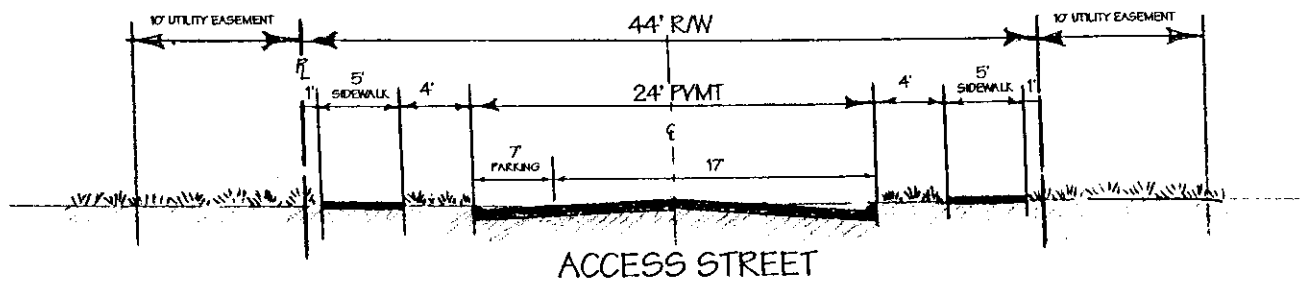 10' UTILITY EASEMENT 44' R/W 10' UTILITY EASEMENT
PL
1' 5' SIDEWALK 4' 24' PVMT 4' 5' SIDEWALK 1'
CL
7' PARKING 17'
ACCESS STREET